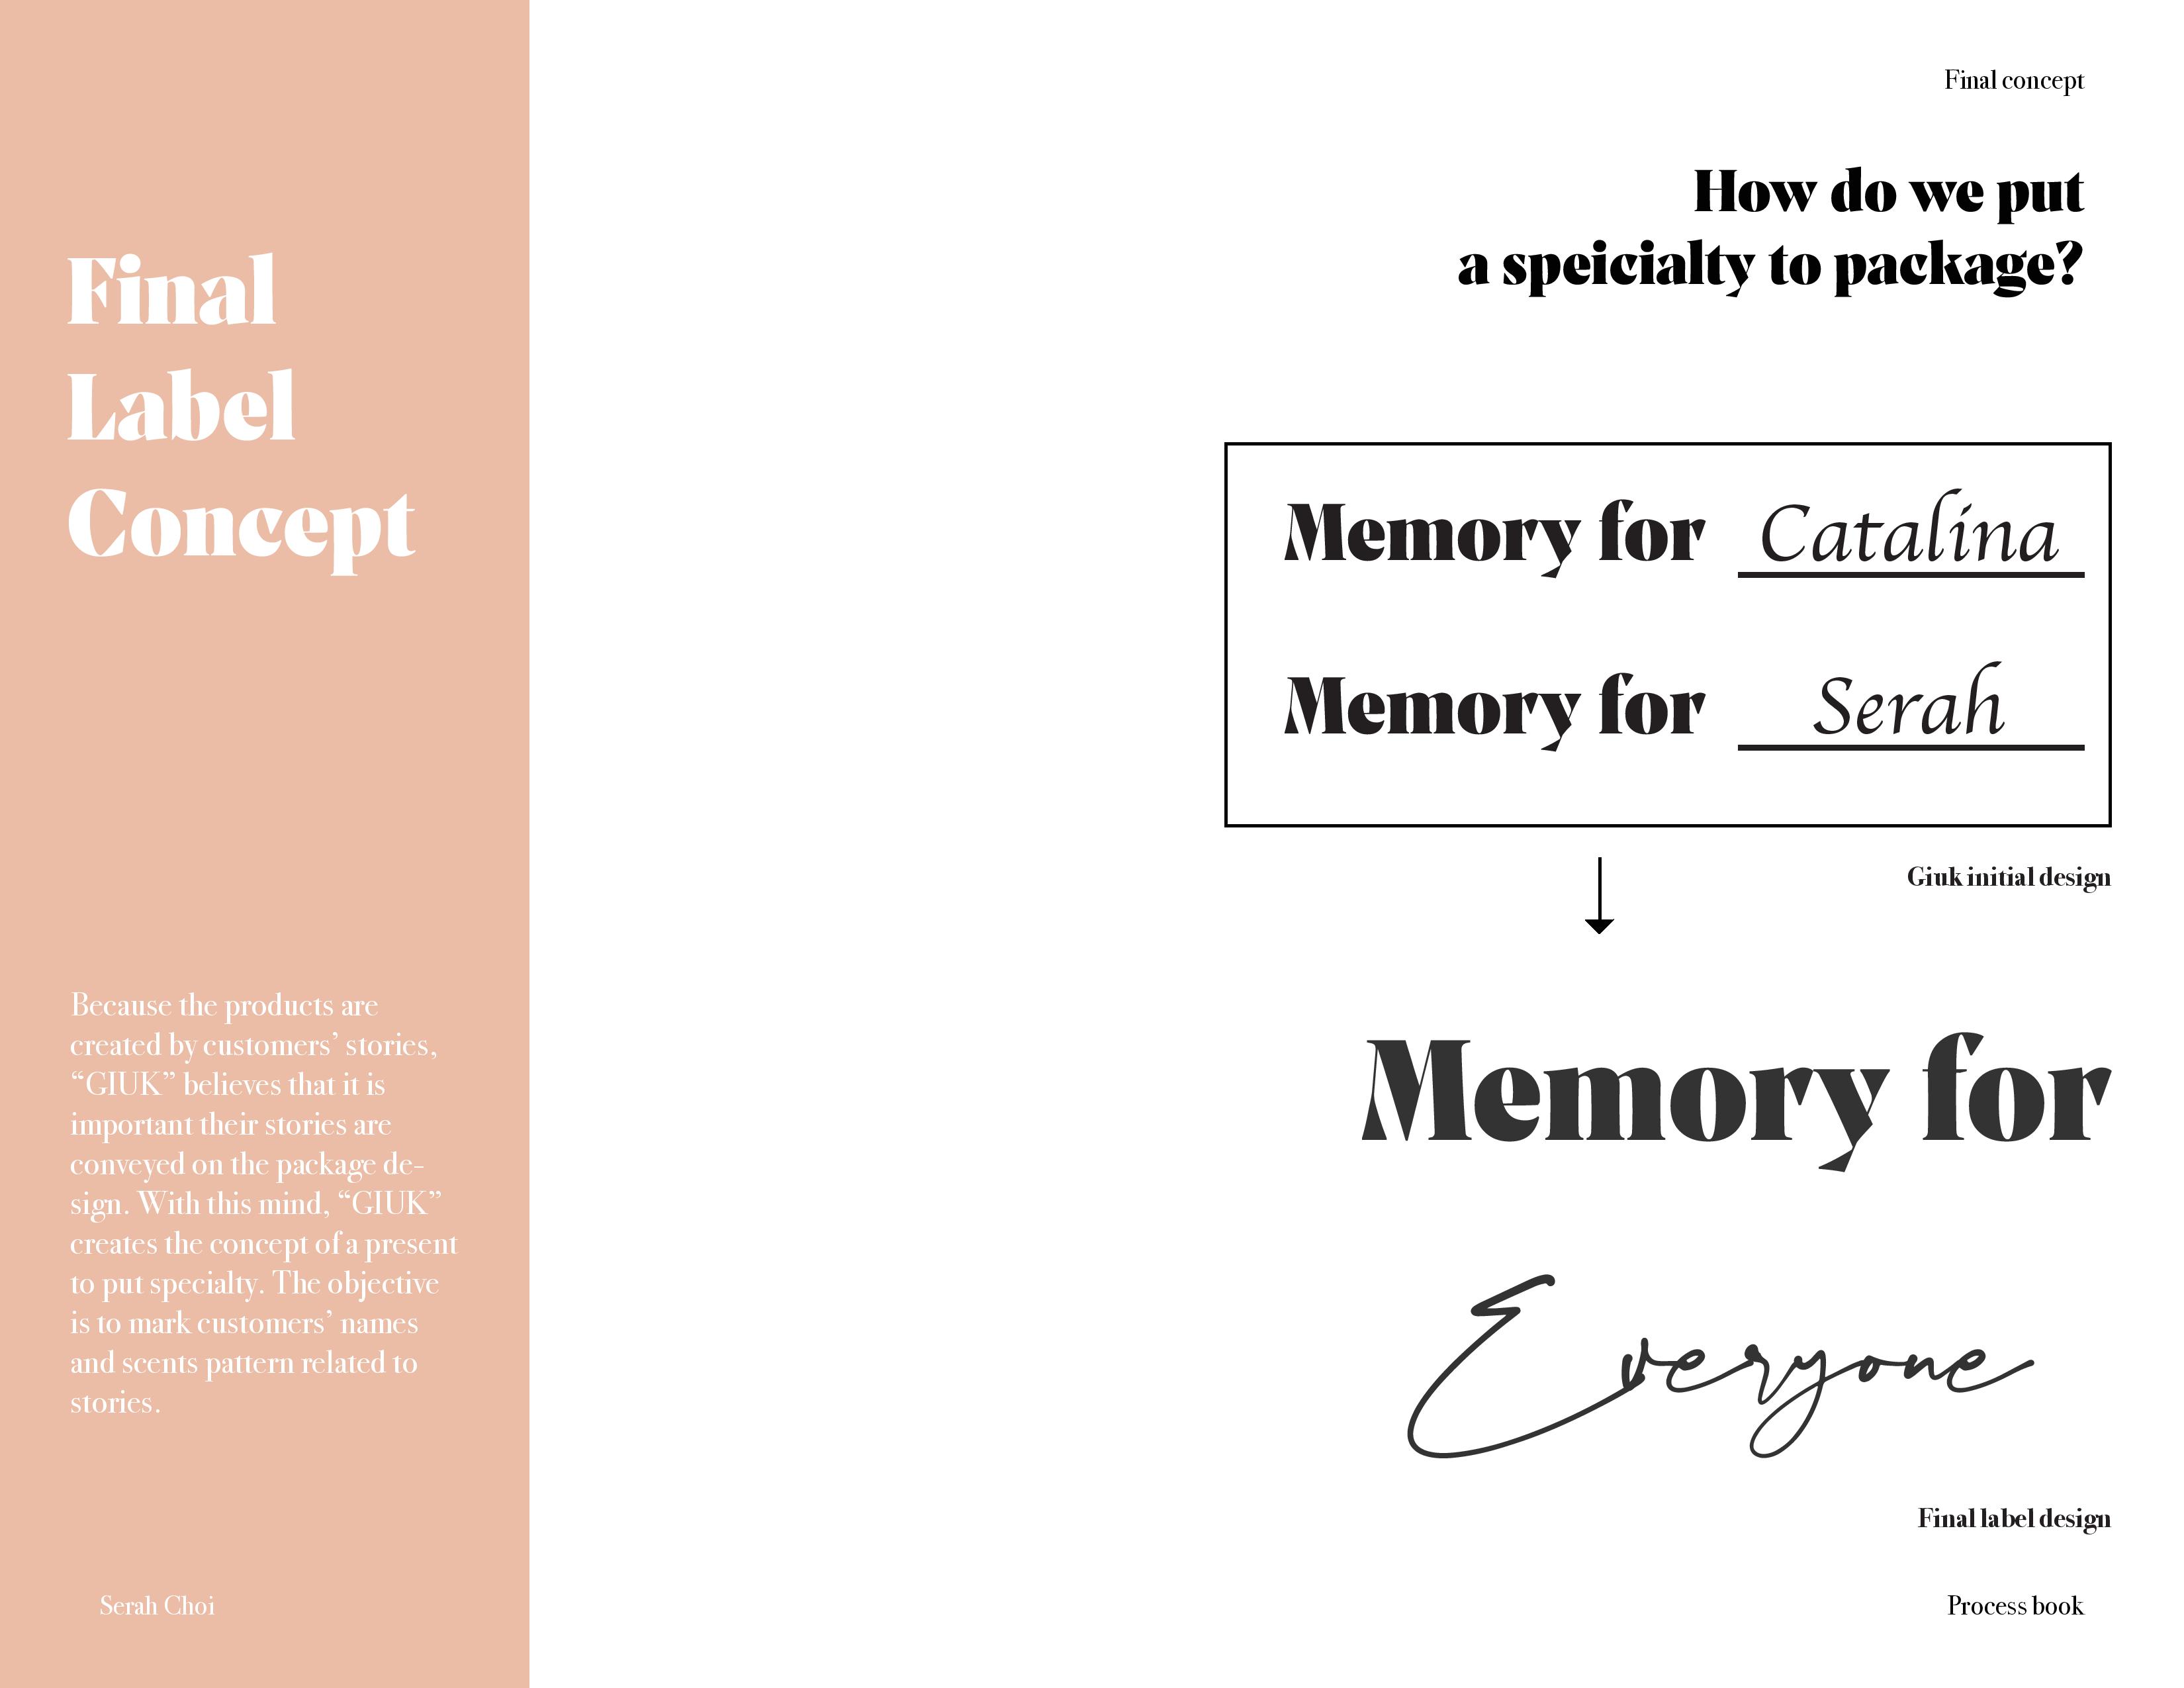 Final
Label
Concept
Because the products are
created by customers’ stories,
“GIUK” believes that it is
important their stories are
conveyed on the package de-
sign. With this mind, “GIUK”
creates the concept of a present
to put specialty. The objective
is to mark customers’ names
and scents pattern related to
stories.
Serah Choi
Final concept
How do we put
a speicialty to package?
Memory for Catalina
Memory for Serah
Giuk initial design
Memory for
Everyone
Final label design
Process book